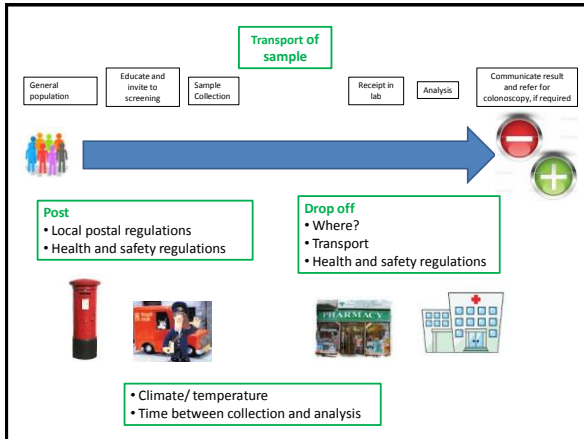 Transport of
sample
General
population
Educate and
invite to
screening
Sample
Collection
Receipt in
lab
Analysis
Communicate result
and refer for
colonoscopy, if required
Post
• Local postal regulations
• Health and safety regulations
Drop off
• Where?
• Transport
• Health and safety regulations
PHARMACY
• Climate/ temperature
• Time between collection and analysis